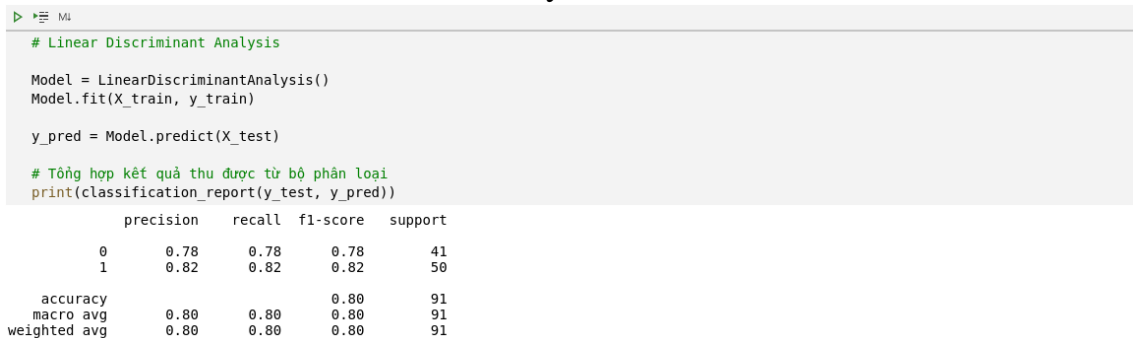 M↓
# Linear Discriminant Analysis
Model = LinearDiscriminantAnalysis()
Model.fit(X_train, y_train)
y_pred = Model.predict(X_test)
# Tổng hợp kết quả thu được từ bộ phân loại
print(classification_report(y_test, y_pred))
precision recall f1-score support
0 0.78 0.78 0.78 41
1 0.82 0.82 0.82 50
accuracy 0.80 91
macro avg 0.80 0.80 0.80 91
weighted avg 0.80 0.80 0.80 91